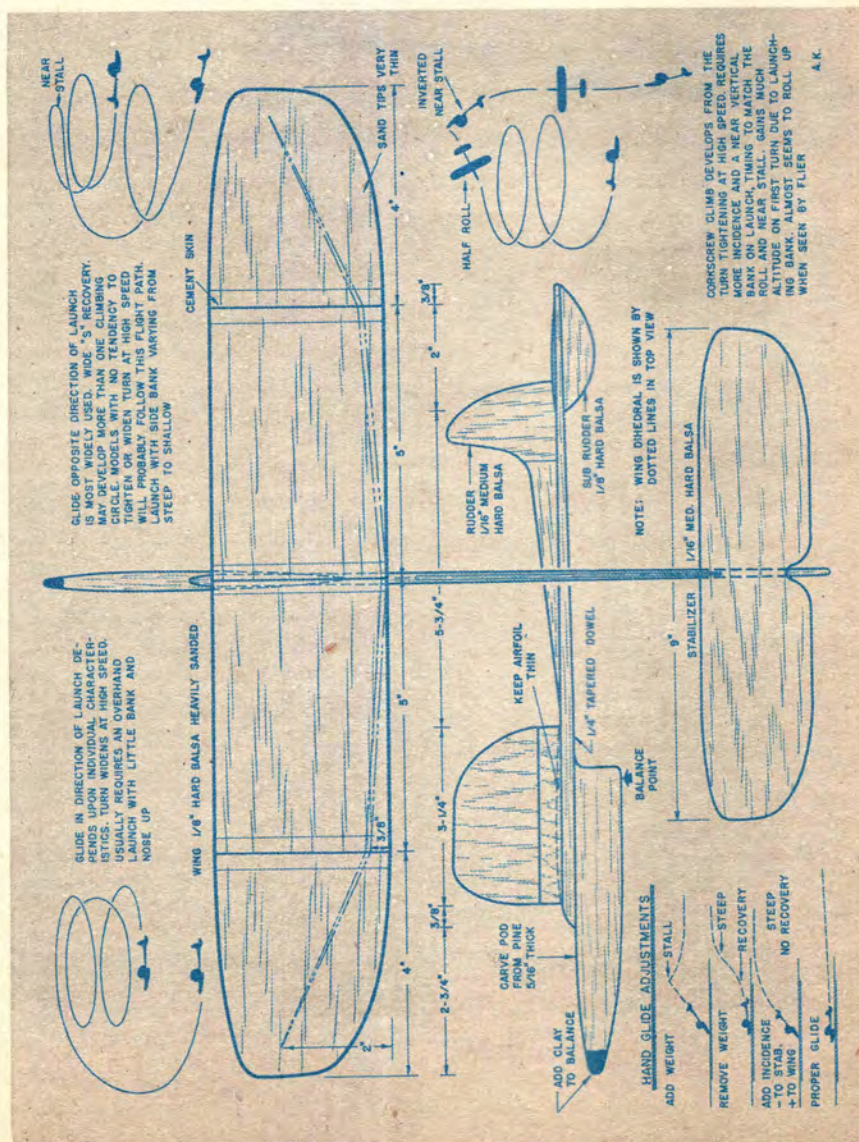 GLIDE IN DIRECTION OF LAUNCH DE-
PENDS UPON INDIVIDUAL CHARACTER-
ISTICS. TURN WIDENS AT HIGH SPEED.
USUALLY REQUIRES AN OVERHAND
LAUNCH WITH LITTLE BANK AND
NOSE UP
GLIDE OPPOSITE DIRECTION OF LAUNCH
IS MOST WIDELY USED. WIDE "S" RECOVERY.
MAY DEVELOP MORE THAN ONE CLIMBING
CIRCLE. MODELS WITH NO TENDENCY TO
TIGHTEN OR WIDEN TURN AT HIGH SPEED
WILL PROBABLY FOLLOW THIS FLIGHT PATH.
LAUNCH WITH SIDE BANK VARYING FROM
STEEP TO SHALLOW
NEAR
STALL
WING 1/8" HARD BALSA HEAVILY SANDED
CEMENT SKIN
SAND TIPS VERY
THIN
2"
3/8"
4"
5"
5"
3/8"
4"
2-3/4"
3/8"
3-1/4"
5-3/4"
2"
CARVE POD
FROM PINE
5/16" THICK
KEEP AIRFOIL
THIN
RUDDER
1/16" MEDIUM
HARD BALSA
HALF ROLL
INVERTED
NEAR STALL
ADD CLAY
TO BALANCE
1/4" TAPERED DOWEL
BALANCE
POINT
SUB RUDDER
1/8" HARD BALSA
NOTE: WING DIHEDRAL IS SHOWN BY
DOTTED LINES IN TOP VIEW
HAND GLIDE ADJUSTMENTS
ADD WEIGHT
STALL
REMOVE WEIGHT
STEEP
RECOVERY
ADD INCIDENCE
- TO STAB.
+ TO WING
STEEP
NO RECOVERY
PROPER GLIDE
9"
STABILIZER 1/16" MED. HARD BALSA
CORKSCREW CLIMB DEVELOPS FROM THE
TURN TIGHTENING AT HIGH SPEED. REQUIRES
MORE INCIDENCE AND A NEAR VERTICAL
BANK ON LAUNCH, TIMING TO MATCH THE
ROLL AND NEAR STALL. GAINS MUCH
ALTITUDE ON FIRST TURN DUE TO LAUNCH-
ING BANK. ALMOST SEEMS TO ROLL UP
WHEN SEEN BY FLIER
A.K.